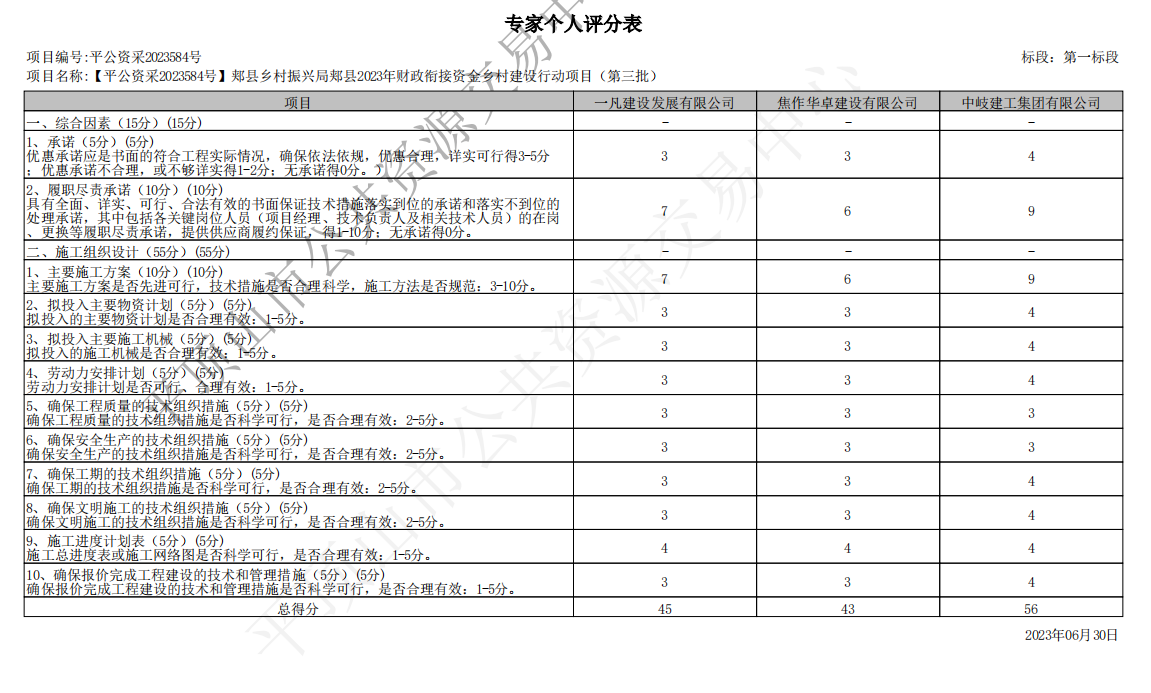 专家个人评分表
项目编号:平公资采2023584号 标段：第一标段
项目名称:【平公资采2023584号】郏县乡村振兴局郏县2023年财政衔接资金乡村建设行动项目（第三批）
项目 一凡建设发展有限公司 焦作华卓建设有限公司 中岐建工集团有限公司
一、综合因素（15分）(15分) - - -
1、承诺（5分）(5分)
优惠承诺应是书面的符合工程实际情况，确保依法依规，优惠合理，详实可行得3-5分
；优惠承诺不合理，或不够详实得1-2分；无承诺得0分。） 3 3 4
2、履职尽责承诺（10分）(10分)
具有全面、详实、可行、合法有效的书面保证技术措施落实到位的承诺和落实不到位的
处理承诺，其中包括各关键岗位人员（项目经理、技术负责人及相关技术人员）的在岗
、更换等履职尽责承诺，提供供应商履约保证，得1-10分；无承诺得0分。 7 6 9
二、施工组织设计（55分）(55分) - - -
1、主要施工方案（10分）(10分)
主要施工方案是否先进可行，技术措施是否合理科学，施工方法是否规范：3-10分。 7 6 9
2、拟投入主要物资计划（5分）(5分)
拟投入的主要物资计划是否合理有效：1-5分。 3 3 4
3、拟投入主要施工机械（5分）(5分)
拟投入的施工机械是否合理有效：1-5分。 3 3 4
4、劳动力安排计划（5分）(5分)
劳动力安排计划是否可行、合理有效：1-5分。 3 3 4
5、确保工程质量的技术组织措施（5分）(5分)
确保工程质量的技术组织措施是否科学可行，是否合理有效：2-5分。 3 3 3
6、确保安全生产的技术组织措施（5分）(5分)
确保安全生产的技术组织措施是否科学可行，是否合理有效：2-5分。 3 3 3
7、确保工期的技术组织措施（5分）(5分)
确保工期的技术组织措施是否科学可行，是否合理有效：2-5分。 3 3 4
8、确保文明施工的技术组织措施（5分）(5分)
确保文明施工的技术组织措施是否科学可行，是否合理有效：2-5分。 3 3 4
9、施工进度计划表（5分）(5分)
施工总进度表或施工网络图是否科学可行，是否合理有效：1-5分。 4 4 4
10、确保报价完成工程建设的技术和管理措施（5分）(5分)
确保报价完成工程建设的技术和管理措施是否科学可行，是否合理有效：1-5分。 3 3 4
总得分 45 43 56
2023年06月30日
平顶山市公共资源交易中
平顶山市公共资源交易中心